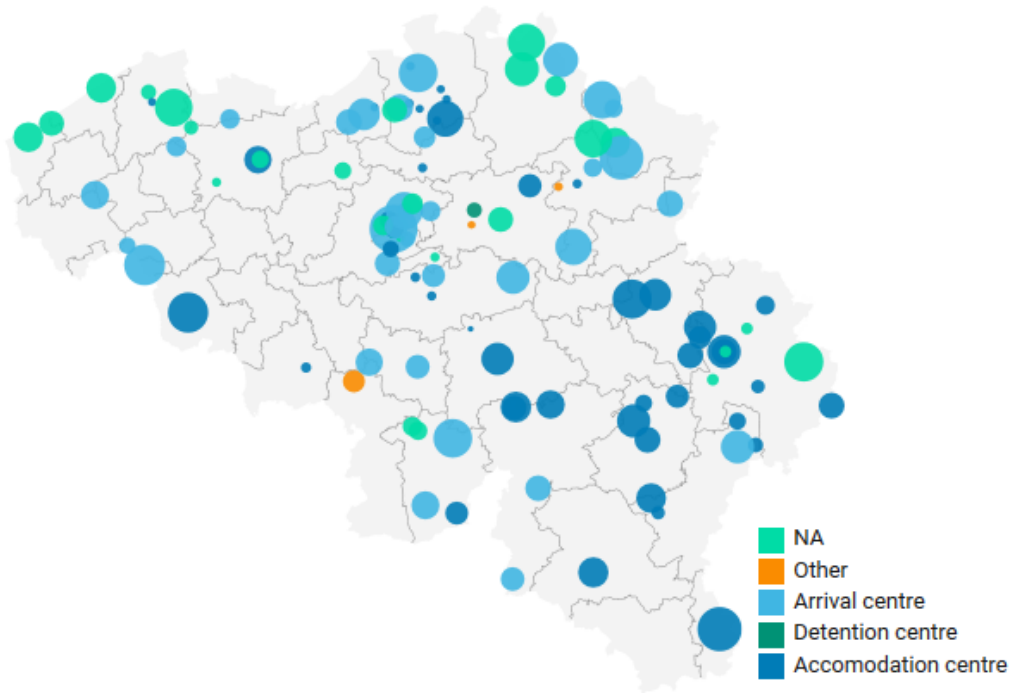 NA
Other
Arrival centre
Detention centre
Accomodation centre